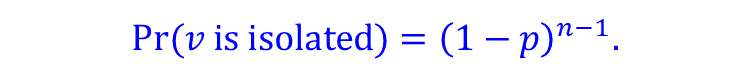 Pr(𝑣 is isolated) = (1 − 𝑝)ⁿ⁻¹.